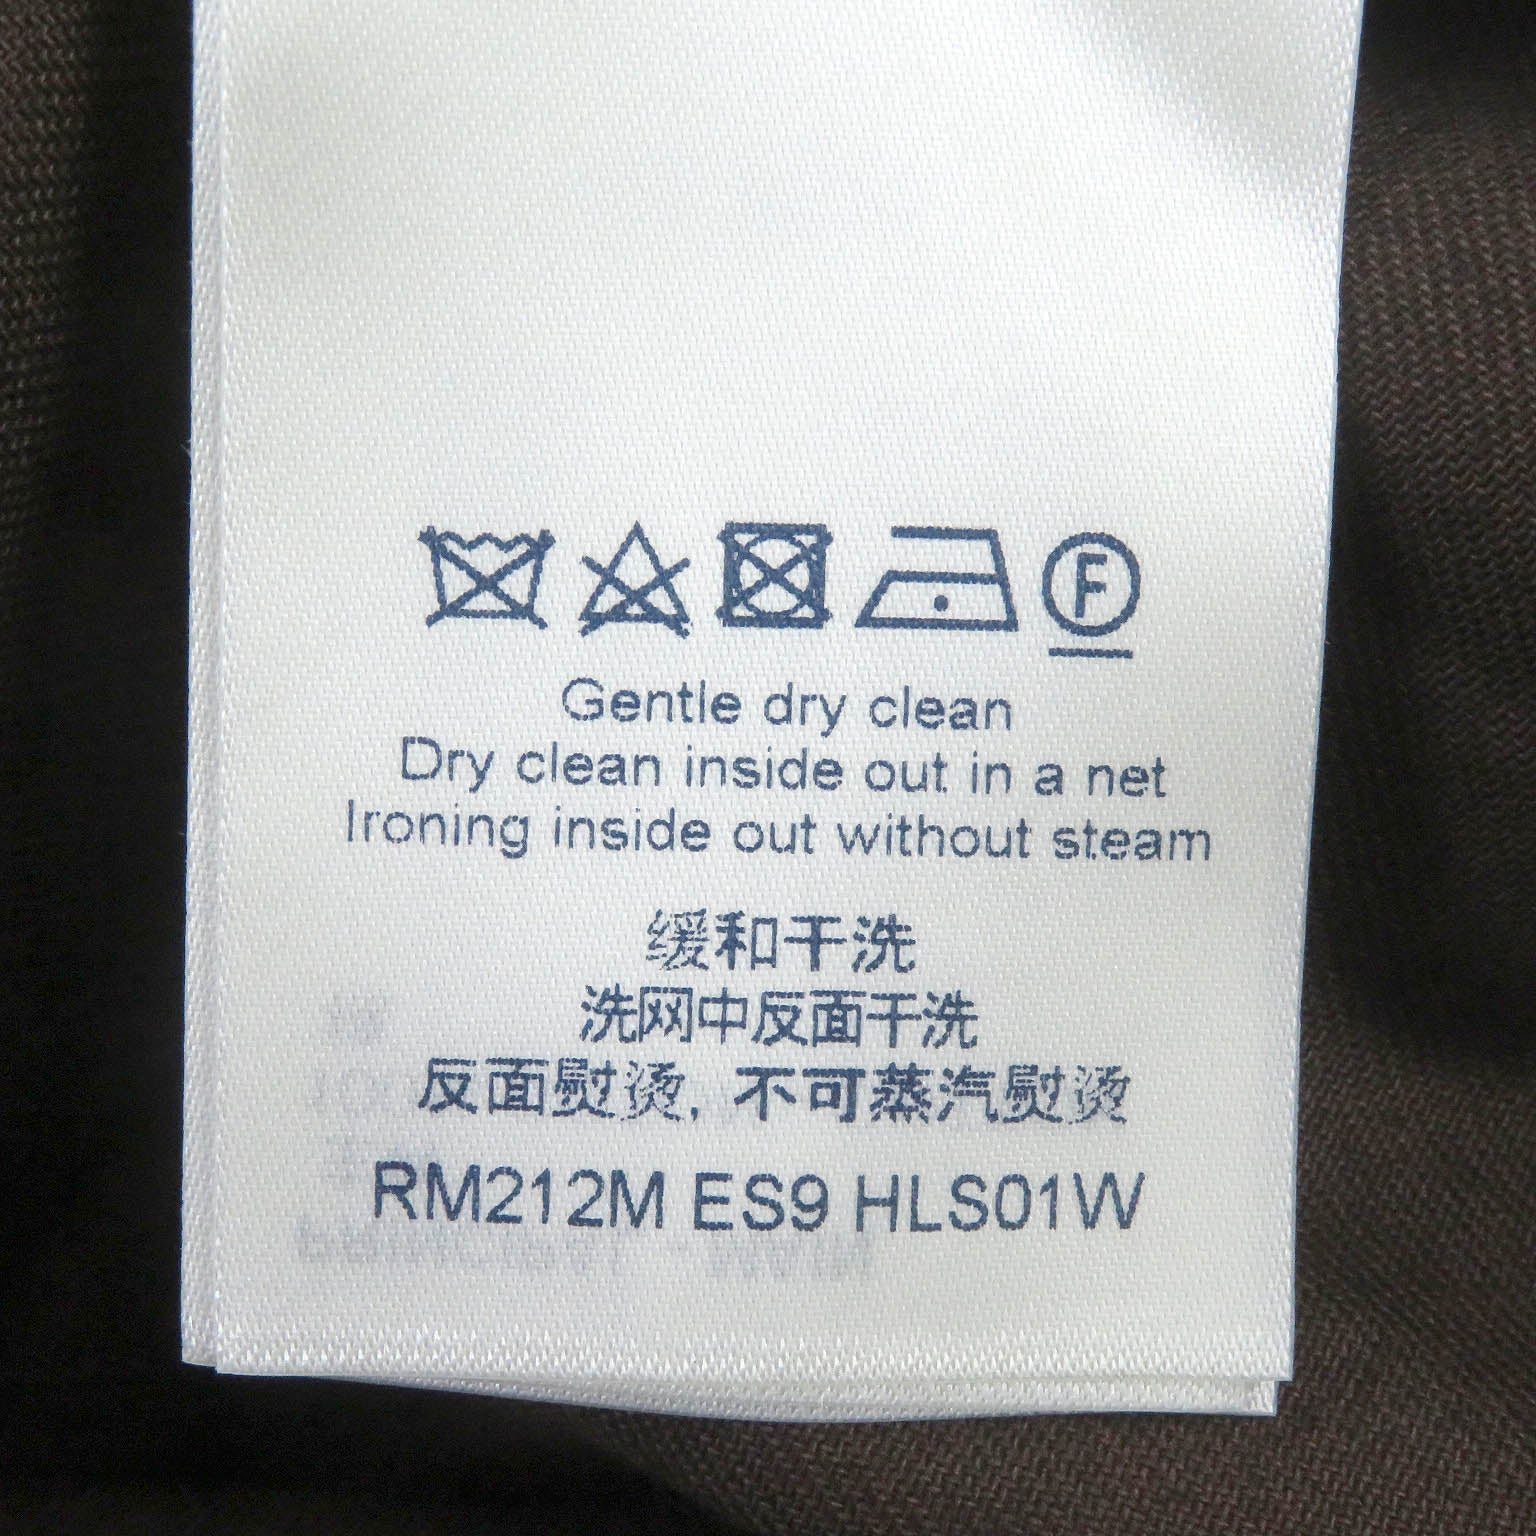 F
Gentle dry clean
Dry clean inside out in a net
Ironing inside out without steam
缓和干洗
洗网中反面干洗
反面熨烫, 不可蒸汽熨烫
RM212M ES9 HLS01W